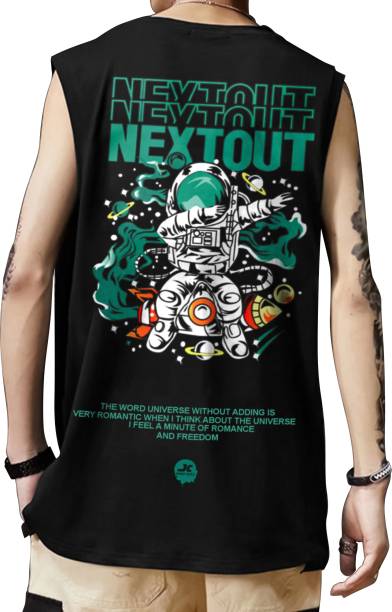 NEXTOUT
NEXTOUT
NEXTOUT
THE WORD UNIVERSE WITHOUT ADDING IS
VERY ROMANTIC WHEN I THINK ABOUT THE UNIVERSE
I FEEL A MINUTE OF ROMANCE
AND FREEDOM
JC